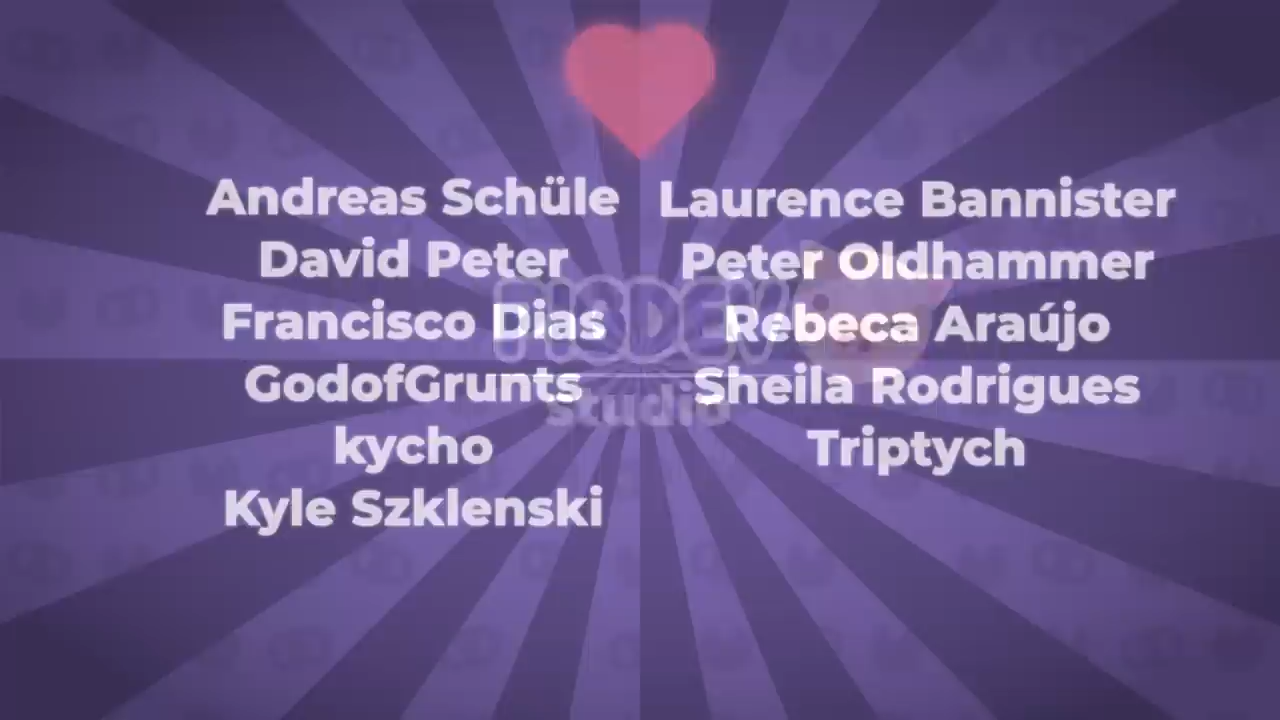 Andreas Schüle
David Peter
Francisco Dias
GodofGrunts
kycho
Kyle Szklenski
Laurence Bannister
Peter Oldhammer
Rebeca Araújo
Sheila Rodrigues
Triptych
studio